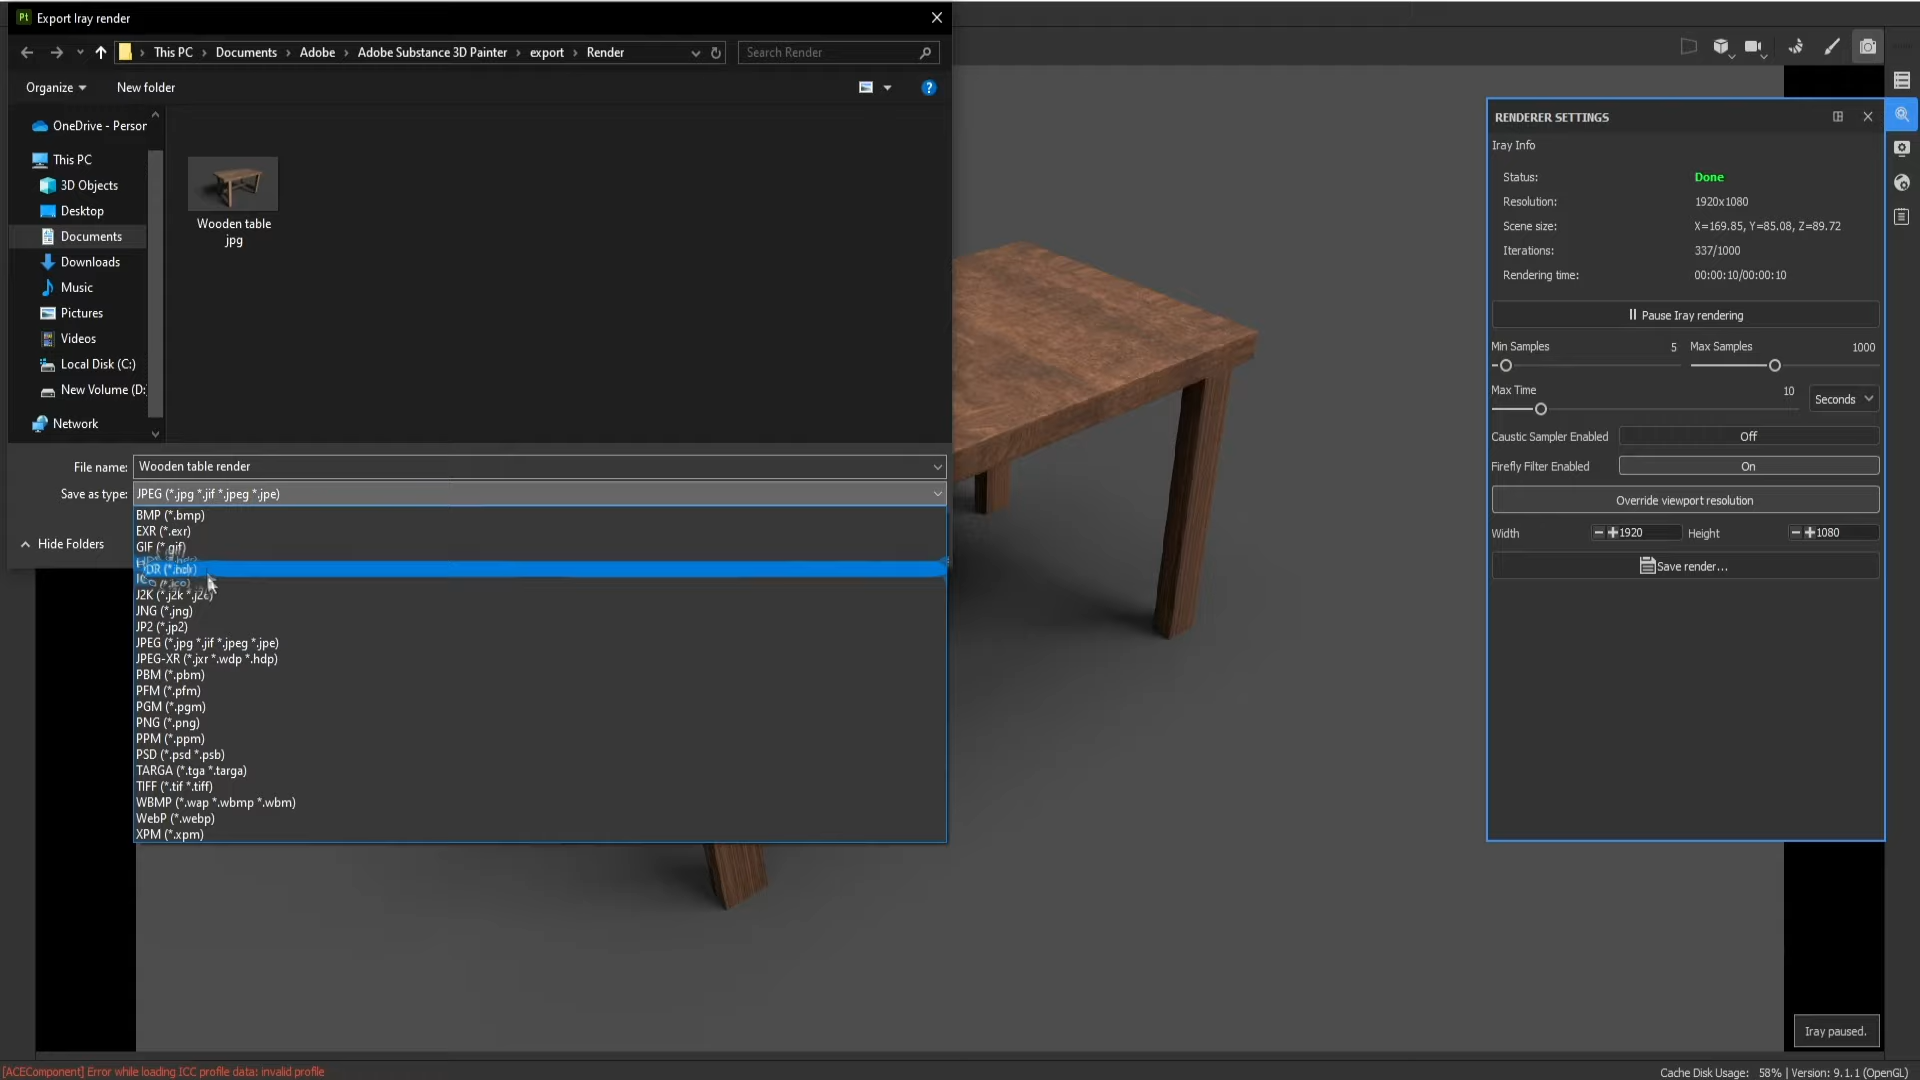 Pt Export Iray render
This PC > Documents > Adobe > Adobe Substance 3D Painter > export > Render
Search Render
Organize
New folder
OneDrive - Person
This PC
3D Objects
Desktop
Documents
Downloads
Music
Pictures
Videos
Local Disk (C:)
New Volume (D:
Network
Wooden table
jpg
File name: Wooden table render
Save as type: JPEG (*.jpg *.jif *.jpeg *.jpe)
Hide Folders
BMP (*.bmp)
EXR (*.exr)
GIF (*.gif)
DR (*.hdr)
J2K (*.j2k *.j2c)
JNG (*.jng)
JP2 (*.jp2)
JPEG (*.jpg *.jif *.jpeg *.jpe)
JPEG-XR (*.jxr *.wdp *.hdp)
PBM (*.pbm)
PFM (*.pfm)
PGM (*.pgm)
PNG (*.png)
PPM (*.ppm)
PSD (*.psd *.psb)
TARGA (*.tga *.targa)
TIFF (*.tif *.tiff)
WBMP (*.wap *.wbmp *.wbm)
WebP (*.webp)
XPM (*.xpm)
RENDERER SETTINGS
Iray Info
Status: Done
Resolution: 1920x1080
Scene size: X=169.85, Y=85.08, Z=89.72
Iterations: 337/1000
Rendering time: 00:00:10/00:00:10
Pause Iray rendering
Min Samples 5 Max Samples 1000
Max Time 10 Seconds
Caustic Sampler Enabled Off
Firefly Filter Enabled On
Override viewport resolution
Width 1920 Height 1080
Save render...
Iray paused.
[ACEComponent] Error while loading ICC profile data: invalid profile
Cache Disk Usage: 58% | Version: 9.1.1 (OpenGL)